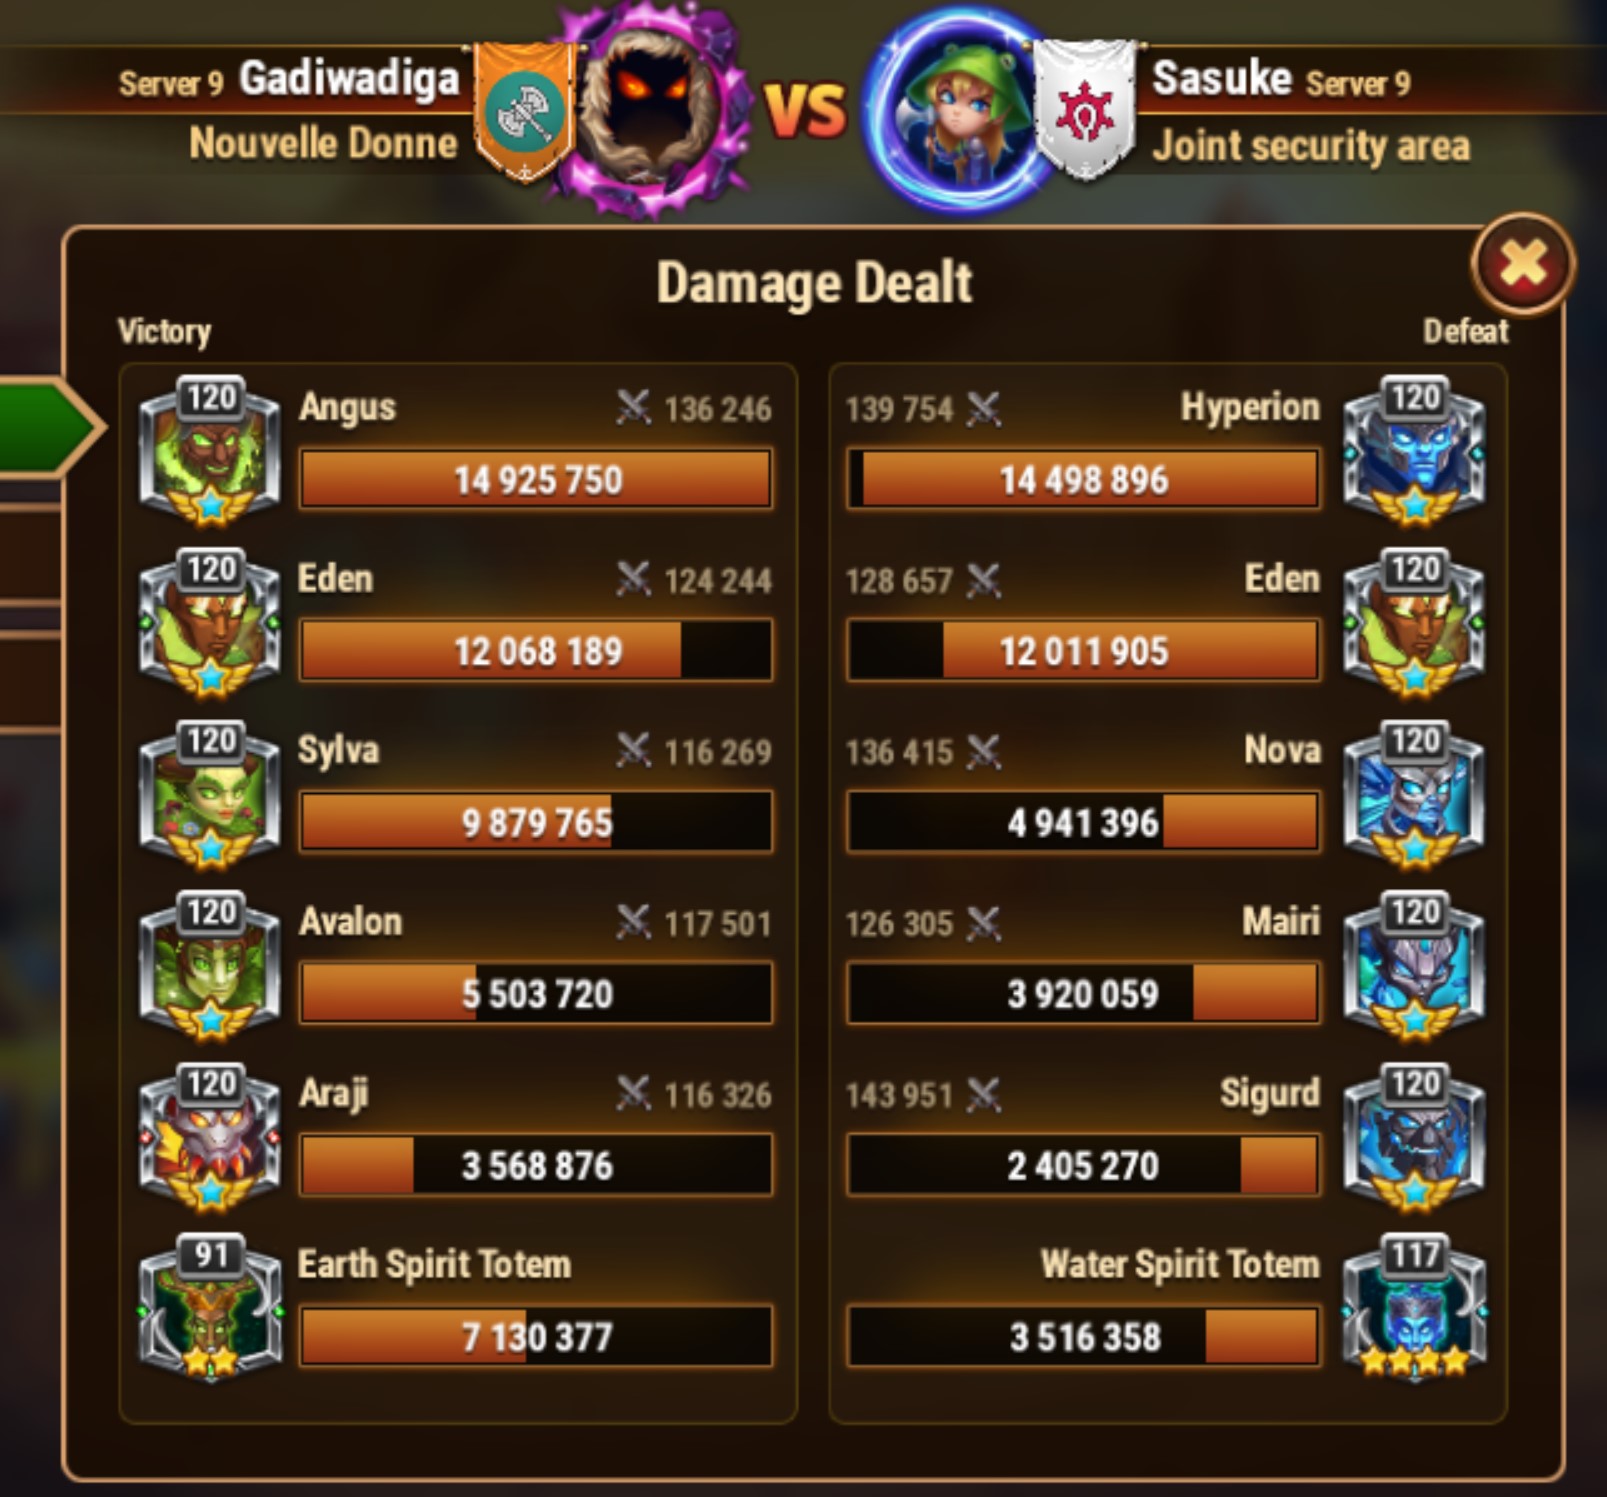 Server 9 Gadiwadiga
Nouvelle Donne
VS
Sasuke Server 9
Joint security area
Damage Dealt
Victory
Defeat
120
Angus
136 246
14 925 750
139 754
Hyperion
120
14 498 896
120
Eden
124 244
12 068 189
128 657
Eden
120
12 011 905
120
Sylva
116 269
9 879 765
136 415
Nova
120
4 941 396
120
Avalon
117 501
5 503 720
126 305
Mairi
120
3 920 059
120
Araji
116 326
3 568 876
143 951
Sigurd
120
2 405 270
91
Earth Spirit Totem
7 130 377
Water Spirit Totem
117
3 516 358